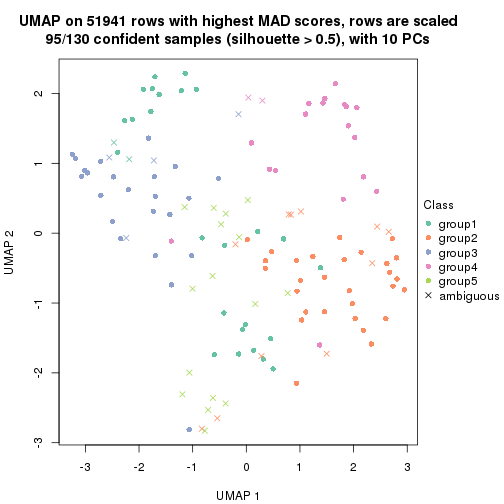 UMAP on 51941 rows with highest MAD scores, rows are scaled
95/130 confident samples (silhouette > 0.5), with 10 PCs
UMAP 2
2
1
0
-1
-2
-3
-3
-2
-1
0
1
2
3
UMAP 1
Class
group1
group2
group3
group4
group5
ambiguous